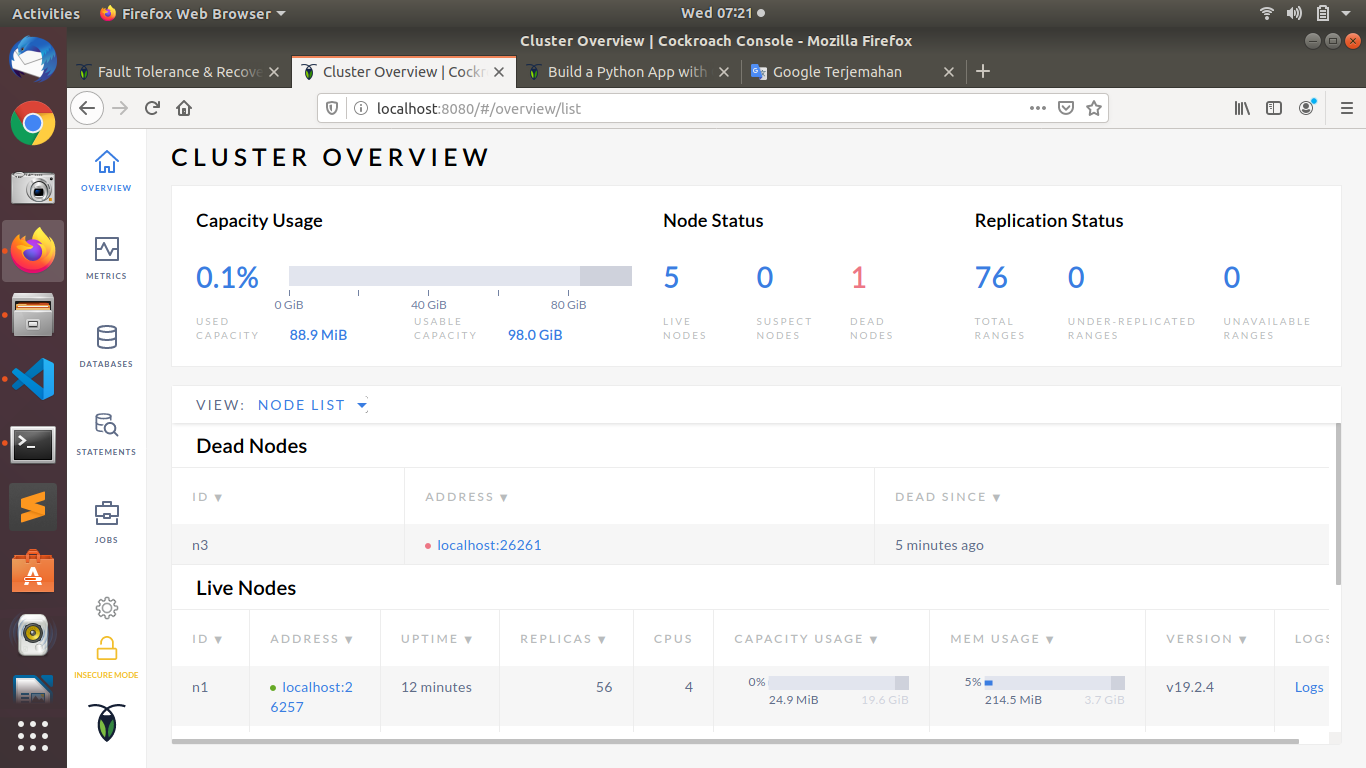 Activities Firefox Web Browser Wed 07:21
Cluster Overview | Cockroach Console - Mozilla Firefox
Fault Tolerance & Recove Cluster Overview | Cockr Build a Python App with Google Terjemahan
localhost:8080/#/overview/list
CLUSTER OVERVIEW
OVERVIEW
METRICS
DATABASES
STATEMENTS
JOBS
INSECURE MODE
Capacity Usage Node Status Replication Status
0.1% 5 0 1 76 0 0
0 GiB 40 GiB 80 GiB
USED CAPACITY 88.9 MiB USABLE CAPACITY 98.0 GiB LIVE NODES SUSPECT NODES DEAD NODES TOTAL RANGES UNDER-REPLICATED RANGES UNAVAILABLE RANGES
VIEW: NODE LIST
Dead Nodes
ID ▼ ADDRESS ▼ DEAD SINCE ▼
n3 localhost:26261 5 minutes ago
Live Nodes
ID ▼ ADDRESS ▼ UPTIME ▼ REPLICAS ▼ CPUS CAPACITY USAGE ▼ MEM USAGE ▼ VERSION ▼ LOGS
n1 localhost:2 12 minutes 56 4 0% 5% v19.2.4 Logs
6257 24.9 MiB 19.6 GiB 214.5 MiB 3.7 GiB